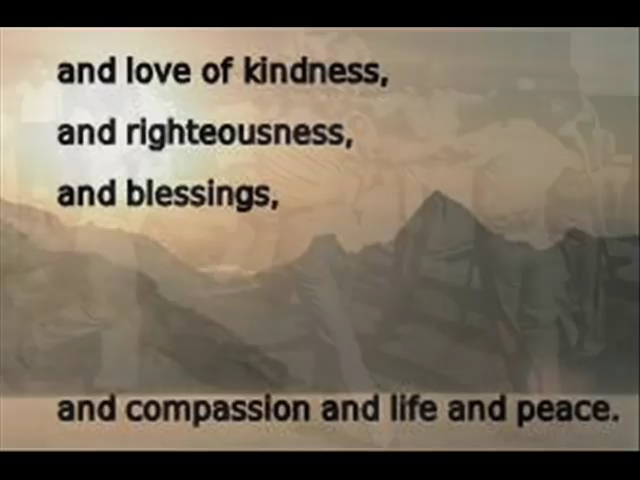 and love of kindness,
and righteousness,
and blessings,
and compassion and life and peace.